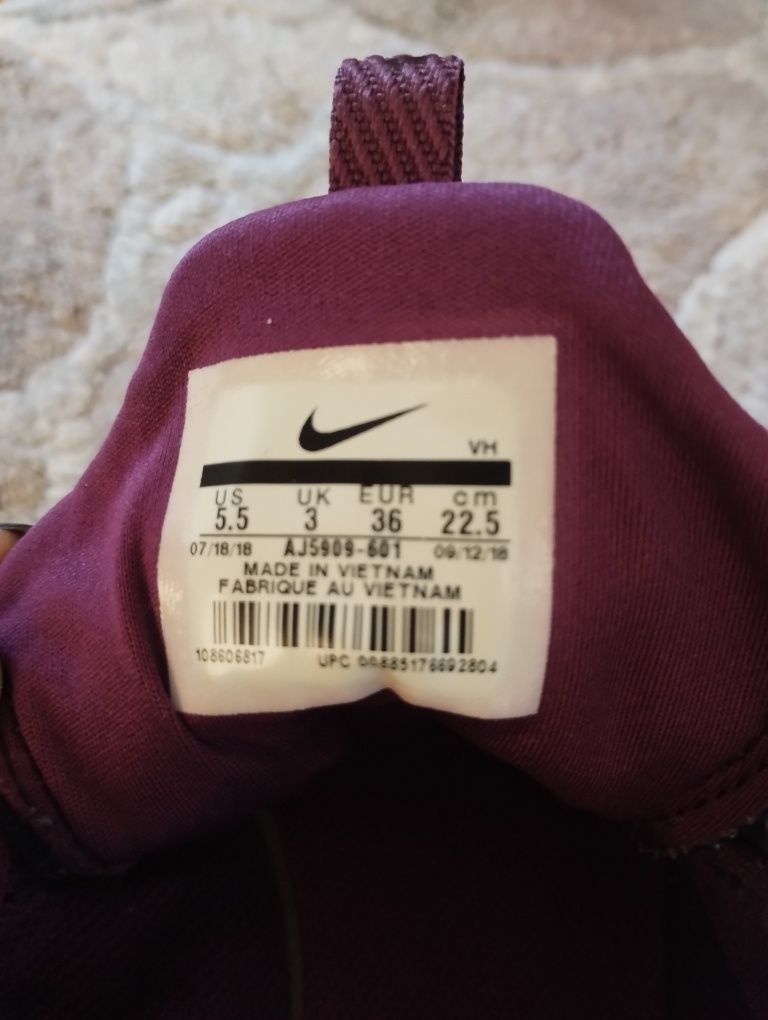 VH
US UK EUR cm
5.5 3 36 22.5
07/18/18 AJ5909-601 09/12/18
MADE IN VIETNAM
FABRIQUE AU VIETNAM
108606817 UPC 00885176692804